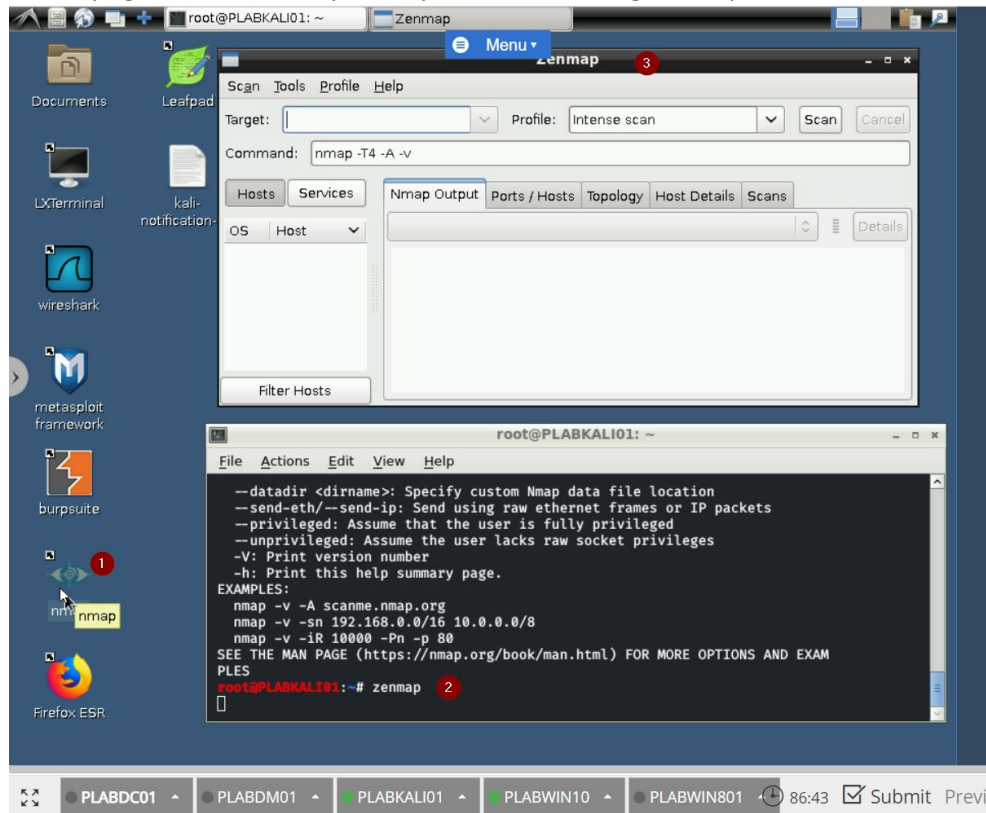 root@PLABKALI01: ~
Zenmap
Menu
Zenmap
3
Scan Tools Profile Help
Target:
Profile: Intense scan
Scan
Cancel
Command: nmap -T4 -A -v
Hosts
Services
Nmap Output
Ports / Hosts
Topology
Host Details
Scans
OS
Host
Details
Filter Hosts
Documents
Leafpad
LXTerminal
kali-
notification-
wireshark
metasploit
framework
burpsuite
1
nmap
Firefox ESR
root@PLABKALI01: ~
File Actions Edit View Help
--datadir <dirname>: Specify custom Nmap data file location
--send-eth/--send-ip: Send using raw ethernet frames or IP packets
--privileged: Assume that the user is fully privileged
--unprivileged: Assume the user lacks raw socket privileges
-V: Print version number
-h: Print this help summary page.
EXAMPLES:
nmap -v -A scanme.nmap.org
nmap -v -sn 192.168.0.0/16 10.0.0.0/8
nmap -v -iR 10000 -Pn -p 80
SEE THE MAN PAGE (https://nmap.org/book/man.html) FOR MORE OPTIONS AND EXAM
PLES
root@PLABKALI01:~# zenmap
2
PLABDC01
PLABDM01
PLABKALI01
PLABWIN10
PLABWIN801
86:43
Submit
Previ